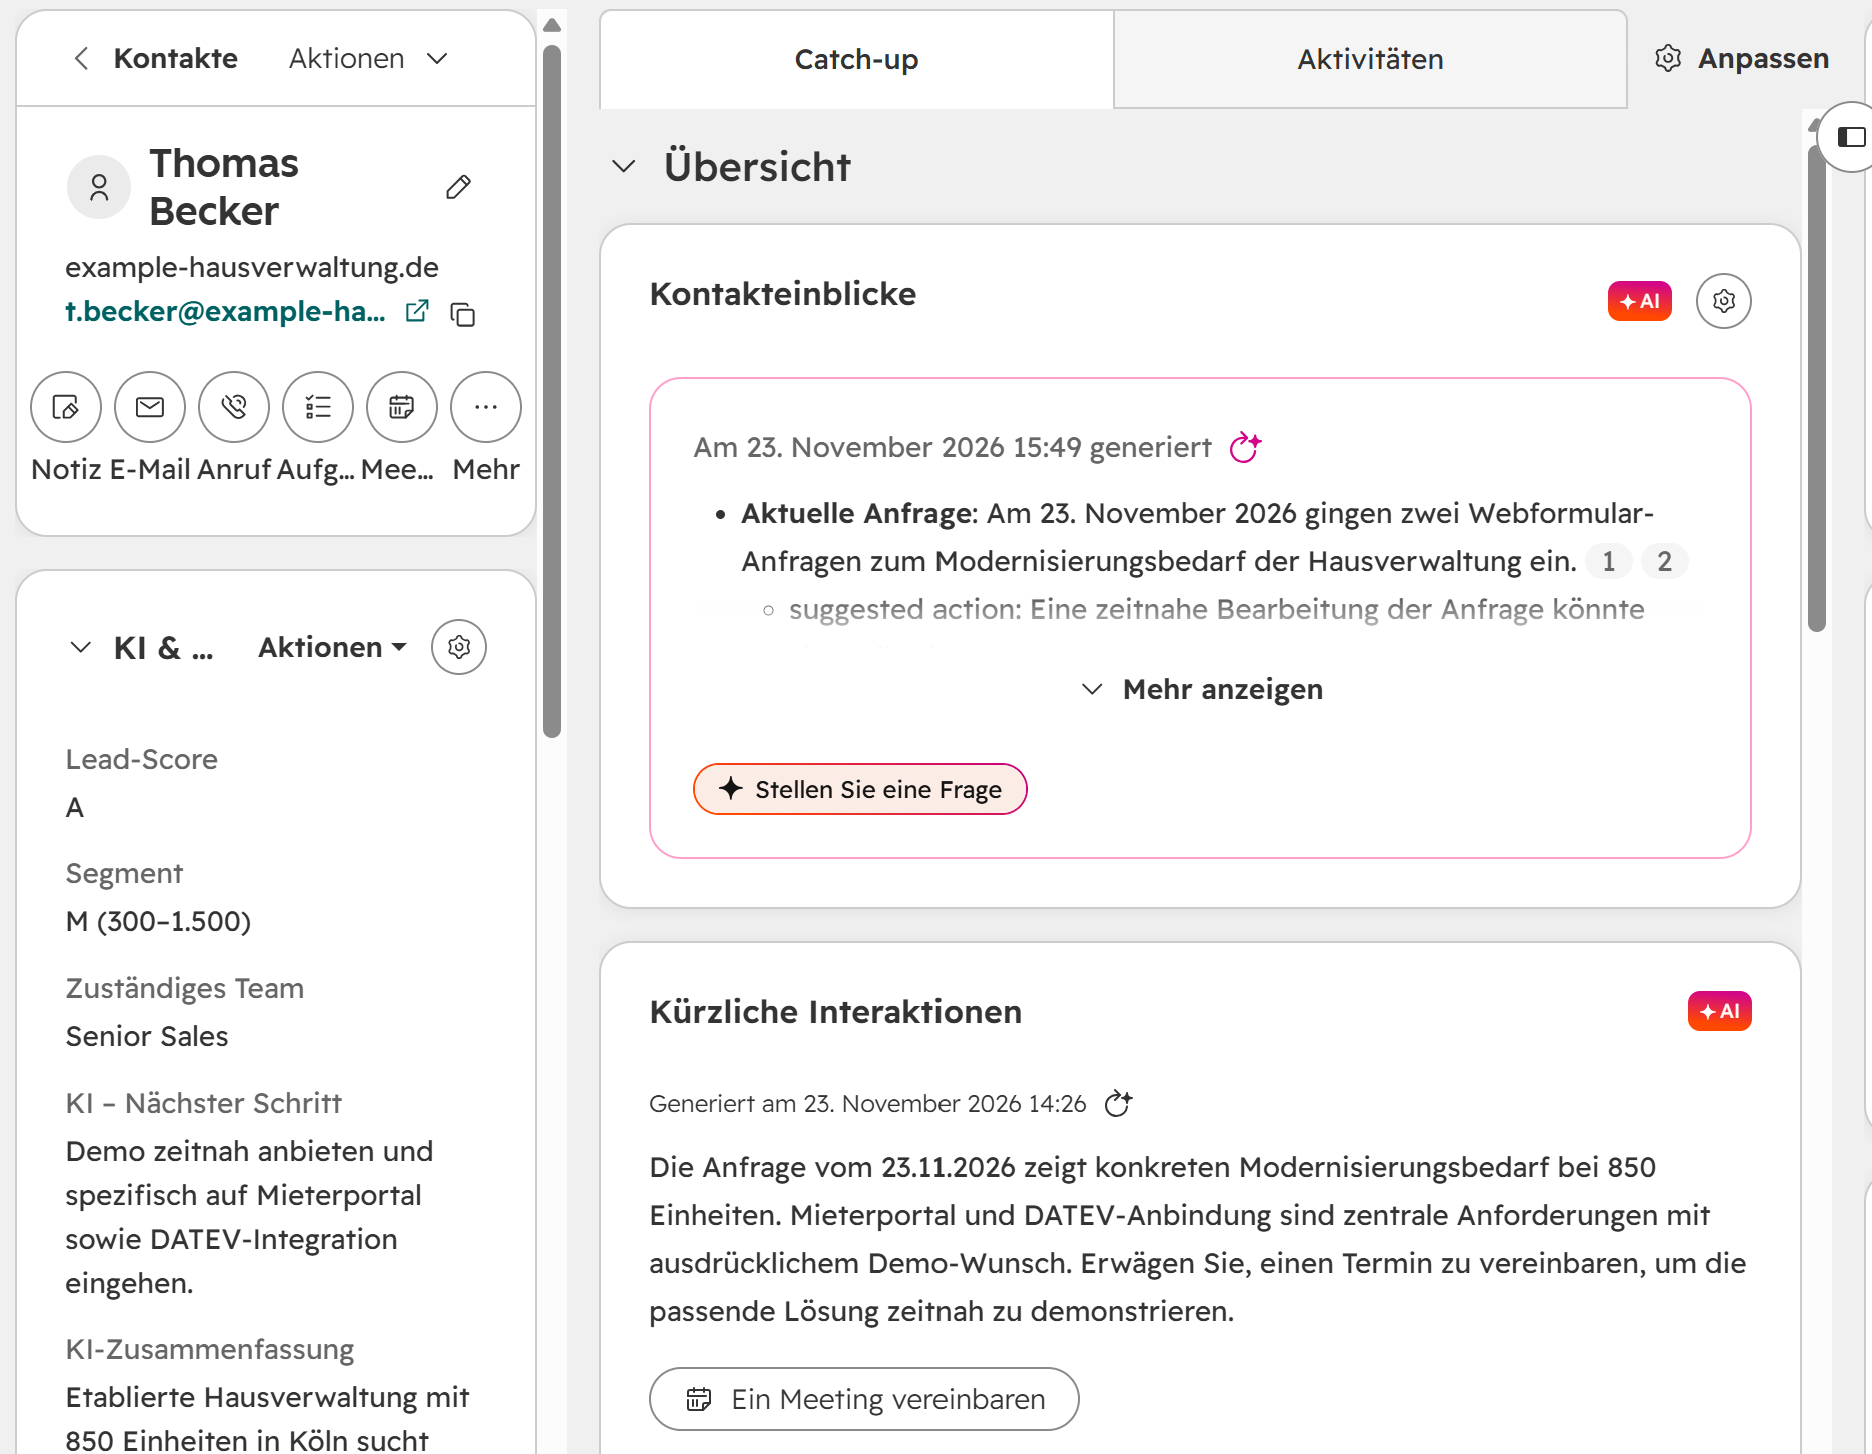 Kontakte
Aktionen
Thomas
Becker
example-hausverwaltung.de
t.becker@example-ha...
Notiz
E-Mail
Anruf
Aufg...
Mee...
Mehr
KI & ...
Aktionen
Lead-Score
A
Segment
M (300–1.500)
Zuständiges Team
Senior Sales
KI – Nächster Schritt
Demo zeitnah anbieten und
spezifisch auf Mieterportal
sowie DATEV-Integration
eingehen.
KI-Zusammenfassung
Etablierte Hausverwaltung mit
850 Einheiten in Köln sucht
Catch-up
Aktivitäten
Anpassen
Übersicht
Kontakteinblicke
AI
Am 23. November 2026 15:49 generiert
• Aktuelle Anfrage: Am 23. November 2026 gingen zwei Webformular-
Anfragen zum Modernisierungsbedarf der Hausverwaltung ein. 1 2
◦ suggested action: Eine zeitnahe Bearbeitung der Anfrage könnte
Mehr anzeigen
Stellen Sie eine Frage
Kürzliche Interaktionen
AI
Generiert am 23. November 2026 14:26
Die Anfrage vom 23.11.2026 zeigt konkreten Modernisierungsbedarf bei 850
Einheiten. Mieterportal und DATEV-Anbindung sind zentrale Anforderungen mit
ausdrücklichem Demo-Wunsch. Erwägen Sie, einen Termin zu vereinbaren, um die
passende Lösung zeitnah zu demonstrieren.
Ein Meeting vereinbaren